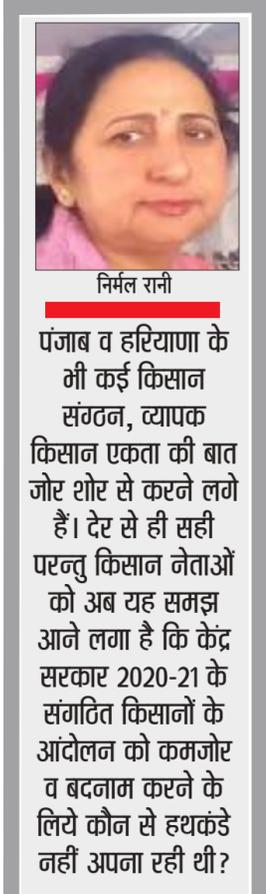 निर्मल रानी
पंजाब व हरियाणा के
भी कई किसान
संगठन, व्यापक
किसान एकता की बात
जोर शोर से करने लगे
हैं। देर से ही सही
परन्तु किसान नेताओं
को अब यह समझ
आने लगा है कि केंद्र
सरकार 2020-21 के
संगठित किसानों के
आंदोलन को कमजोर
व बदनाम करने के
लिये कौन से हथकंडे
नहीं अपना रही थी?